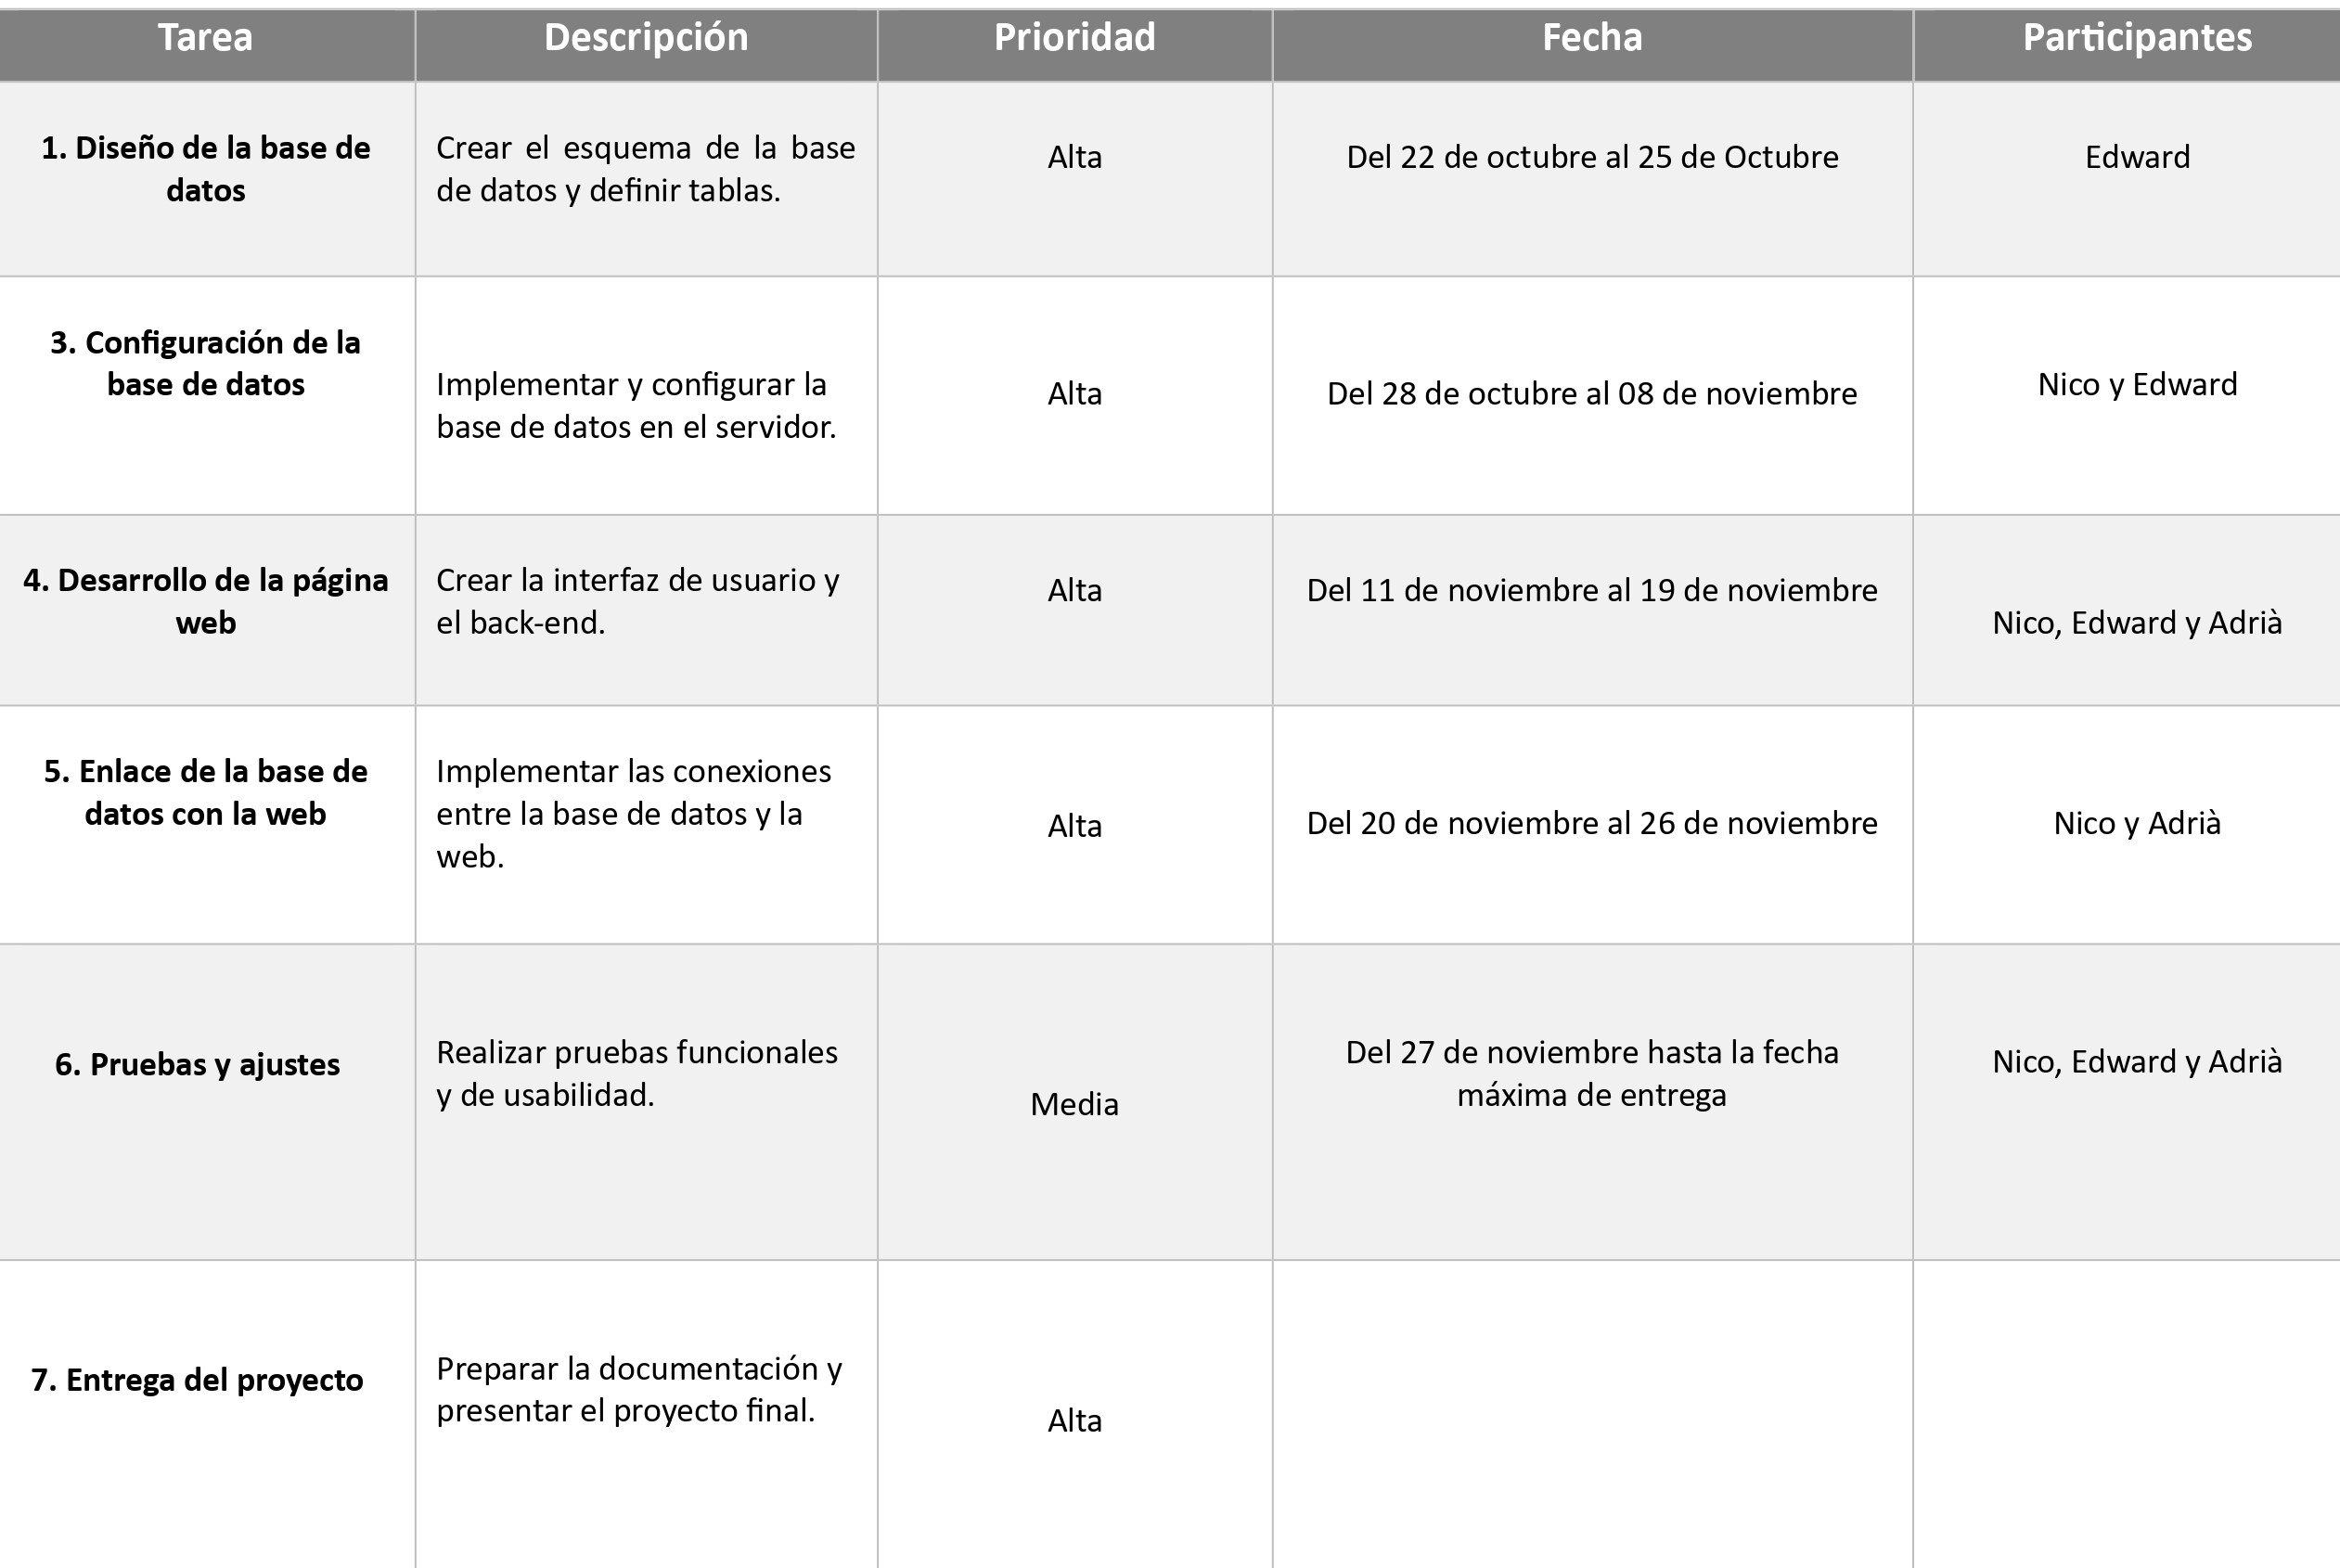 Tarea Descripción Prioridad Fecha Participantes
1. Diseño de la base de
datos
Crear el esquema de la base
de datos y definir tablas.
Alta
Del 22 de octubre al 25 de Octubre
Edward
3. Configuración de la
base de datos
Implementar y configurar la
base de datos en el servidor.
Alta
Del 28 de octubre al 08 de noviembre
Nico y Edward
4. Desarrollo de la página
web
Crear la interfaz de usuario y
el back-end.
Alta
Del 11 de noviembre al 19 de noviembre
Nico, Edward y Adrià
5. Enlace de la base de
datos con la web
Implementar las conexiones
entre la base de datos y la
web.
Alta
Del 20 de noviembre al 26 de noviembre
Nico y Adrià
6. Pruebas y ajustes
Realizar pruebas funcionales
y de usabilidad.
Media
Del 27 de noviembre hasta la fecha
máxima de entrega
Nico, Edward y Adrià
7. Entrega del proyecto
Preparar la documentación y
presentar el proyecto final.
Alta